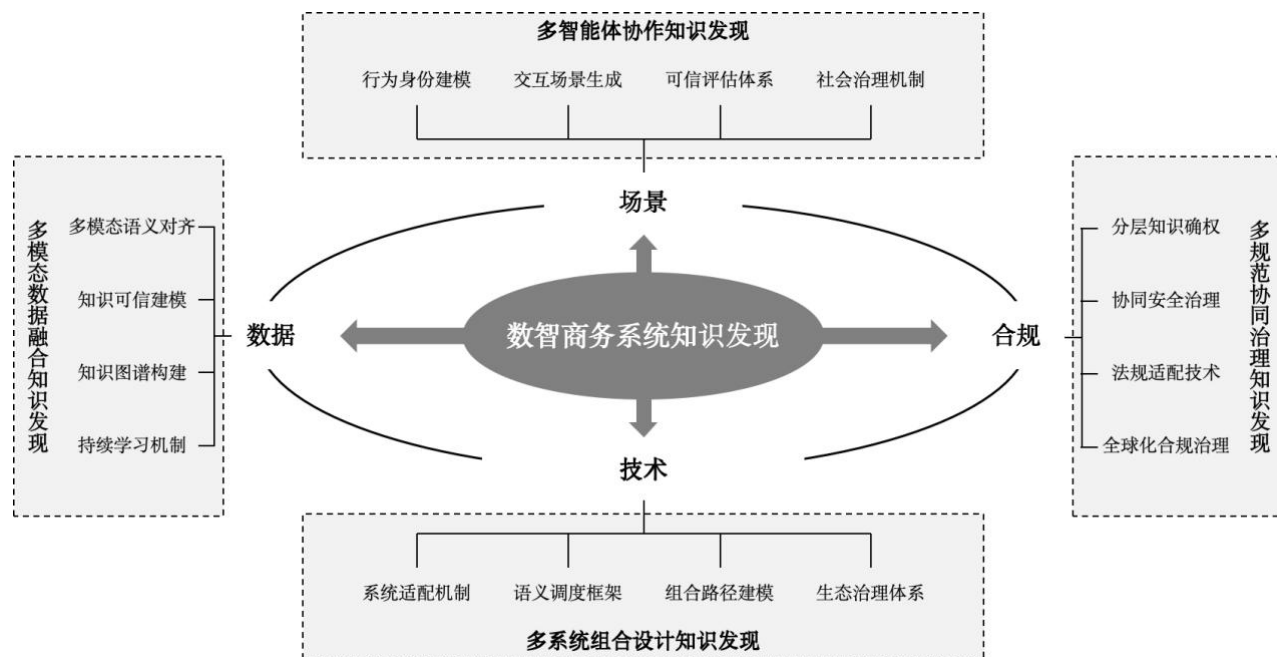 多智能体协作知识发现
行为身份建模
交互场景生成
可信评估体系
社会治理机制
场景
多模态数据融合知识发现
多模态语义对齐
知识可信建模
知识图谱构建
持续学习机制
数据
数智商务系统知识发现
合规
分层知识确权
协同安全治理
法规适配技术
全球化合规治理
多规范协同治理知识发现
技术
系统适配机制
语义调度框架
组合路径建模
生态治理体系
多系统组合设计知识发现